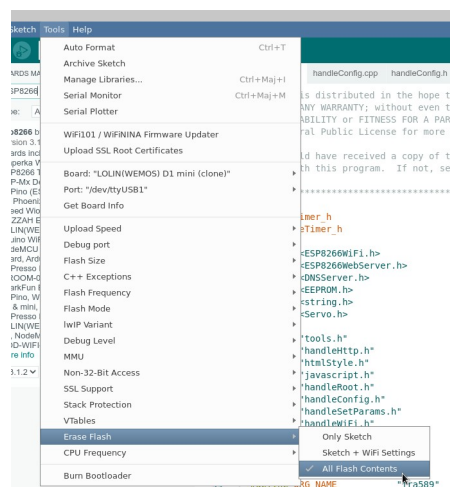 Sketch Tools Help
Auto Format Ctrl+T
Archive Sketch
Manage Libraries... Ctrl+Maj+I
Serial Monitor Ctrl+Maj+M
Serial Plotter
WiFi101 / WiFiNINA Firmware Updater
Upload SSL Root Certificates
Board: "LOLIN(WEMOS) D1 mini (clone)"
Port: "/dev/ttyUSB1"
Get Board Info
Upload Speed
Debug port
Flash Size
C++ Exceptions
Flash Frequency
Flash Mode
lwIP Variant
Debug Level
MMU
Non-32-Bit Access
SSL Support
Stack Protection
VTables
Erase Flash
CPU Frequency
Burn Bootloader
Only Sketch
Sketch + WiFi Settings
✓ All Flash Contents
handleConfig.cpp handleConfig.h
is distributed in the hope t
ANY WARRANTY; without even t
ABILITY or FITNESS FOR A PAR
ral Public License for more
ld have received a copy of t
th this program. If not, se
imer_h
eTimer_h
<ESP8266WiFi.h>
<ESP8266WebServer.h>
<DNSServer.h>
<EEPROM.h>
<string.h>
<Servo.h>
"tools.h"
"handleHttp.h"
"htmlStyle.h"
"javascript.h"
"handleRoot.h"
"handleConfig.h"
"handleSetParams.h"
"handleWiFi.h"
"fra589"